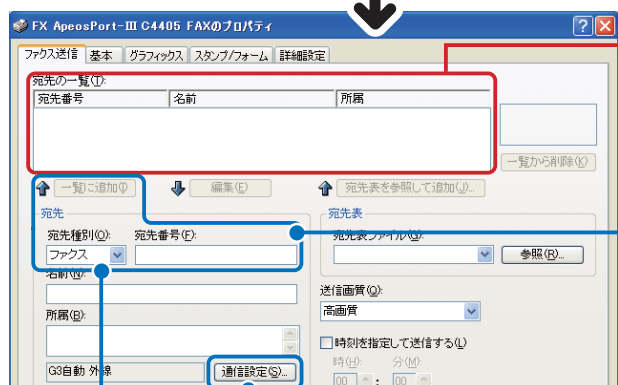 FX ApeosPort-Ⅲ C4405 FAXのプロパティ
ファクス送信 基本 グラフィックス スタンプ/フォーム 詳細設定
宛先の一覧(T):
宛先番号 名前 所属
一覧から削除(K)
一覧に追加(I) 編集(E) 宛先表を参照して追加(J)...
宛先
宛先種別(O): 宛先番号(F):
ファクス
名前(N):
所属(B):
G3自動 外線 通信設定(S)...
宛先表
宛先表ファイル(G):
参照(R)...
送信画質(Q):
高画質
時刻を指定して送信する(L)
時(H): 分(M):
00 : 00